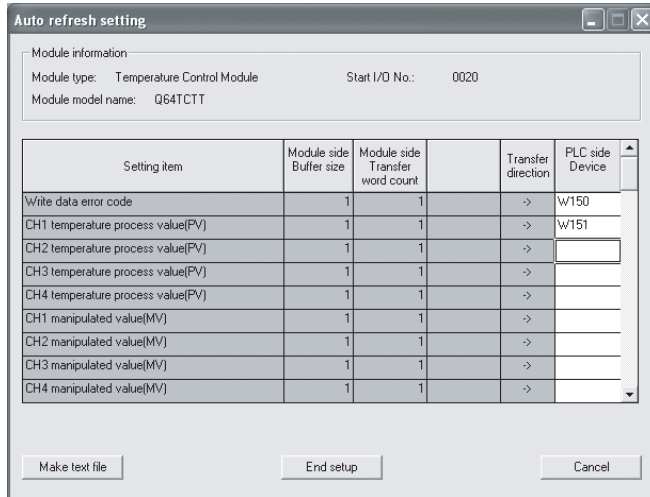 Auto refresh setting
Module information
Module type: Temperature Control Module Start I/O No.: 0020
Module model name: Q64TCTT
Setting item Module side Buffer size Module side Transfer word count Transfer direction PLC side Device
Write data error code 1 1 -> W150
CH1 temperature process value(PV) 1 1 -> W151
CH2 temperature process value(PV) 1 1 ->
CH3 temperature process value(PV) 1 1 ->
CH4 temperature process value(PV) 1 1 ->
CH1 manipulated value(MV) 1 1 ->
CH2 manipulated value(MV) 1 1 ->
CH3 manipulated value(MV) 1 1 ->
CH4 manipulated value(MV) 1 1 ->
Make text file End setup Cancel